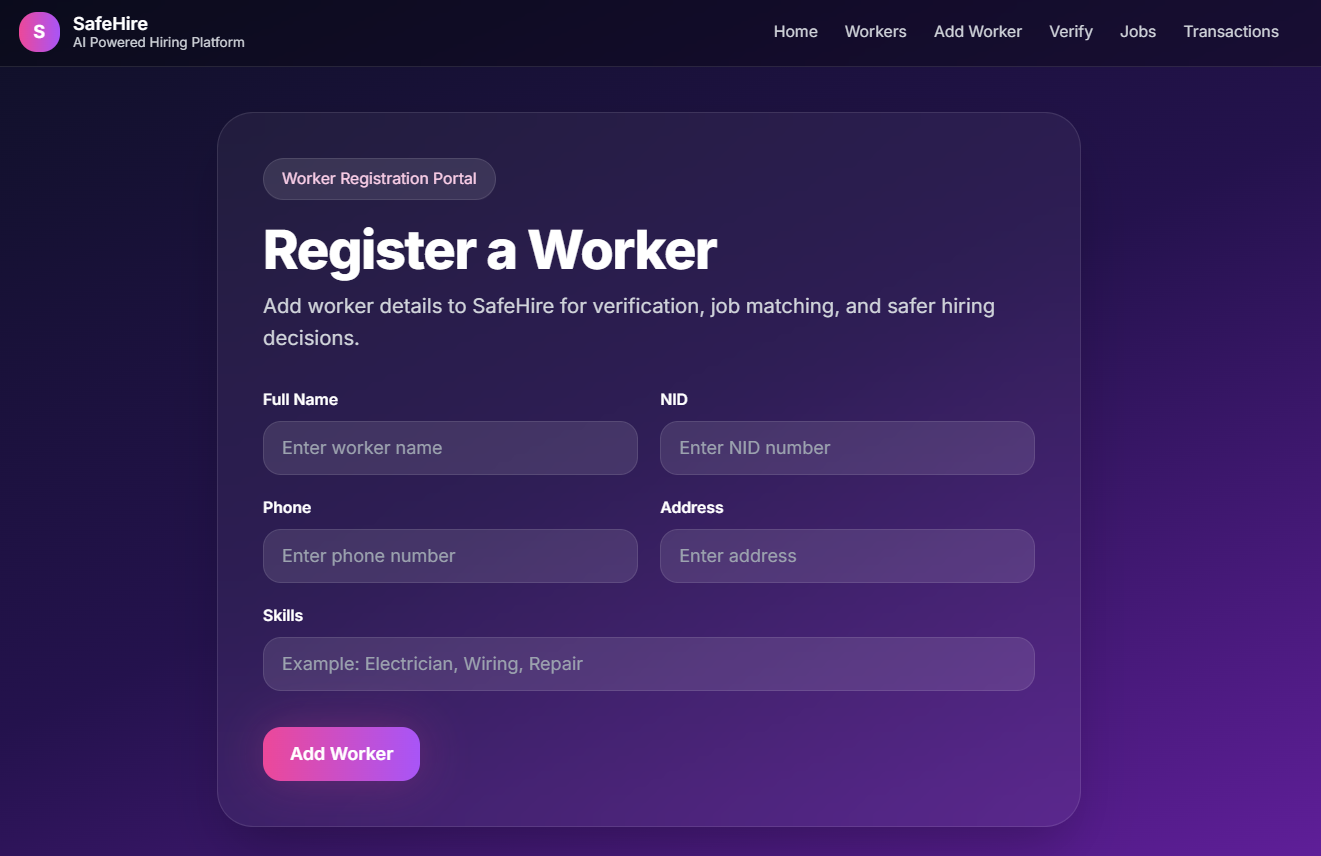 S
SafeHire
AI Powered Hiring Platform
Home
Workers
Add Worker
Verify
Jobs
Transactions
Worker Registration Portal
Register a Worker
Add worker details to SafeHire for verification, job matching, and safer hiring
decisions.
Full Name
NID
Enter worker name
Enter NID number
Phone
Address
Enter phone number
Enter address
Skills
Example: Electrician, Wiring, Repair
Add Worker